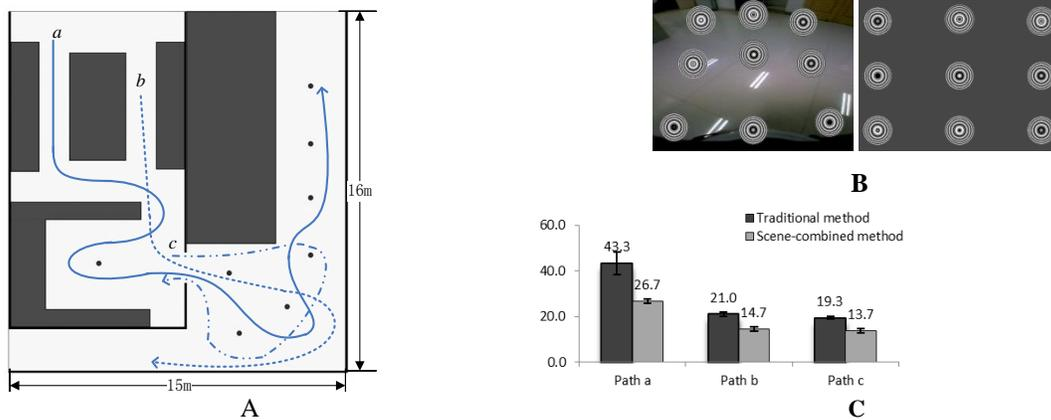 a
b
c
16m
15m
A
B
60.0
40.0
20.0
0.0
Traditional method
Scene-combined method
43.3
26.7
21.0
14.7
19.3
13.7
Path a
Path b
Path c
C